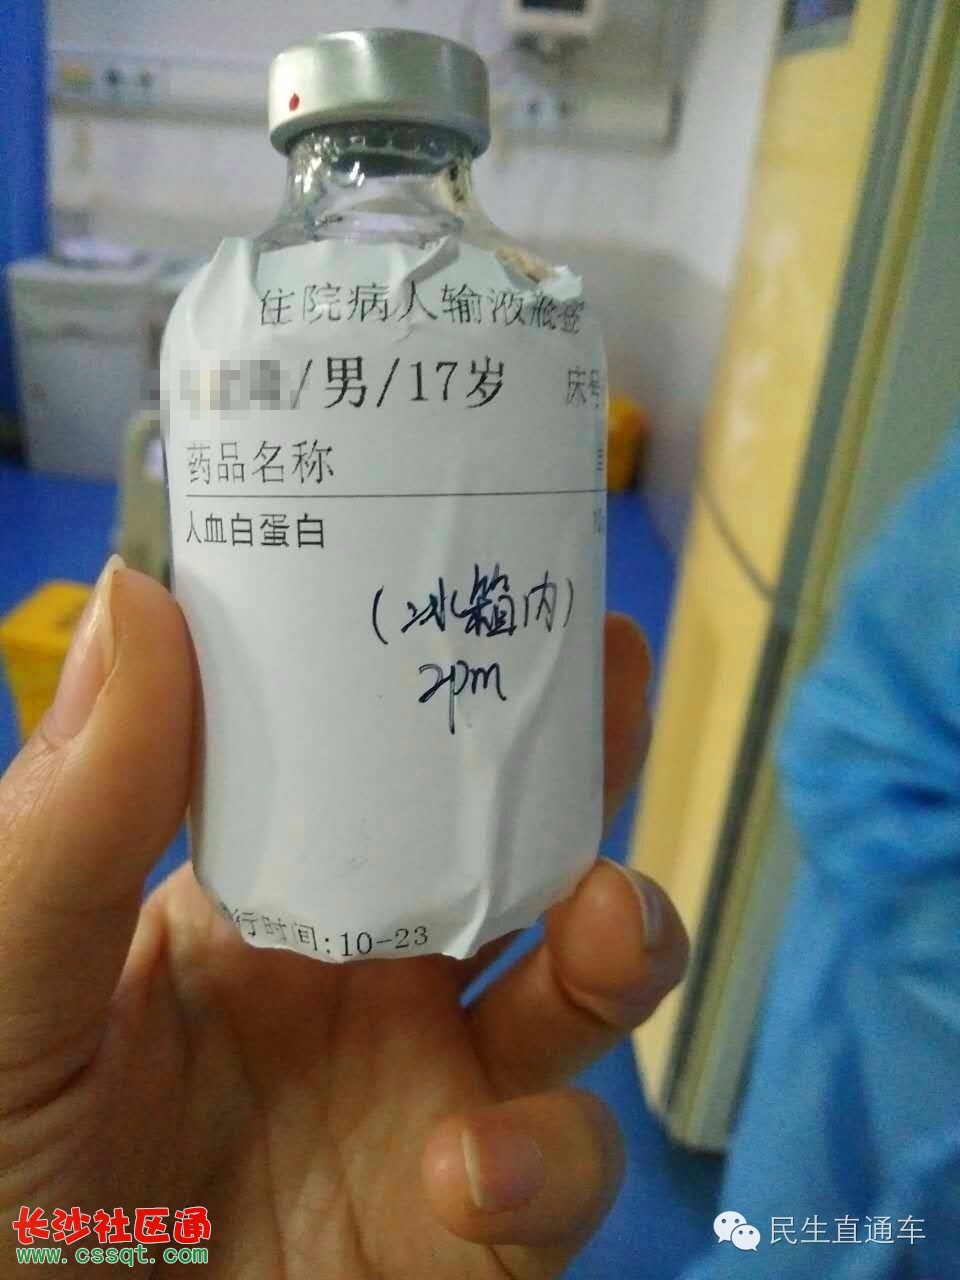 住院病人输液瓶签
/男/17岁 床号
药品名称
人血白蛋白
(冰箱内)
2pm
行时间:10-23
长沙社区通
www.cssqt.com
民生直通车